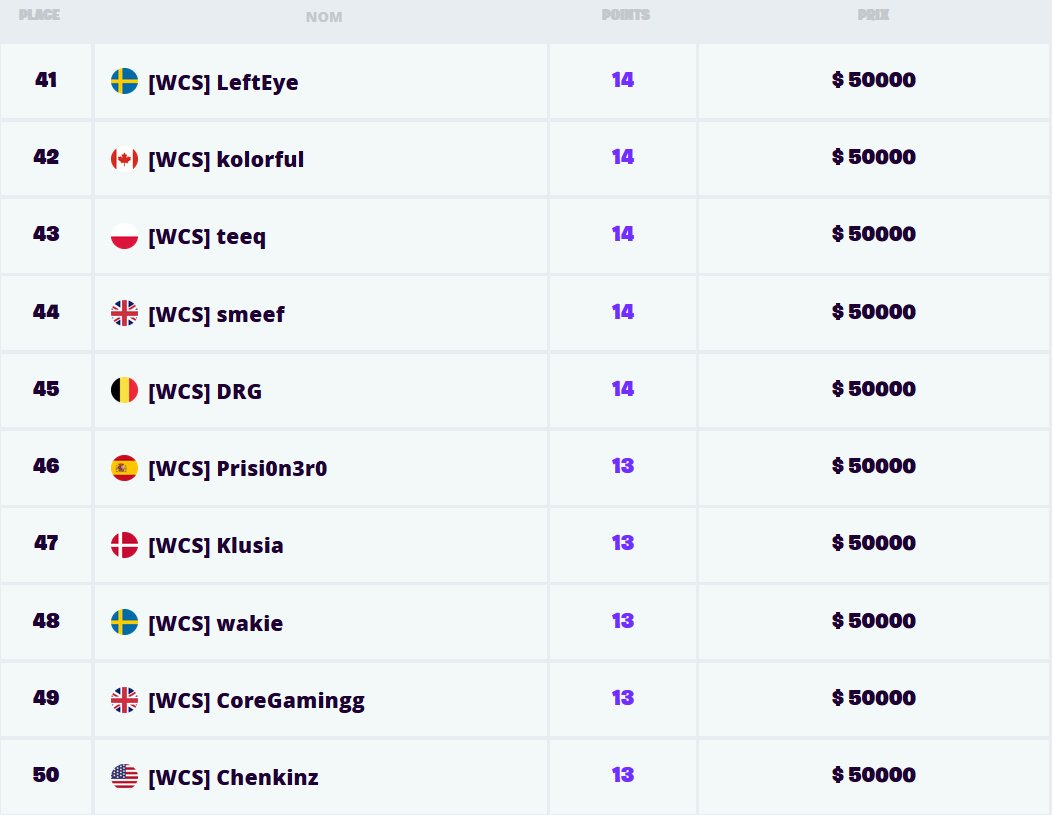 PLACE NOM POINTS PRIX
41 [WCS] LeftEye 14 $ 50000
42 [WCS] kolorful 14 $ 50000
43 [WCS] teeq 14 $ 50000
44 [WCS] smeef 14 $ 50000
45 [WCS] DRG 14 $ 50000
46 [WCS] Prisi0n3r0 13 $ 50000
47 [WCS] Klusia 13 $ 50000
48 [WCS] wakie 13 $ 50000
49 [WCS] CoreGamingg 13 $ 50000
50 [WCS] Chenkinz 13 $ 50000